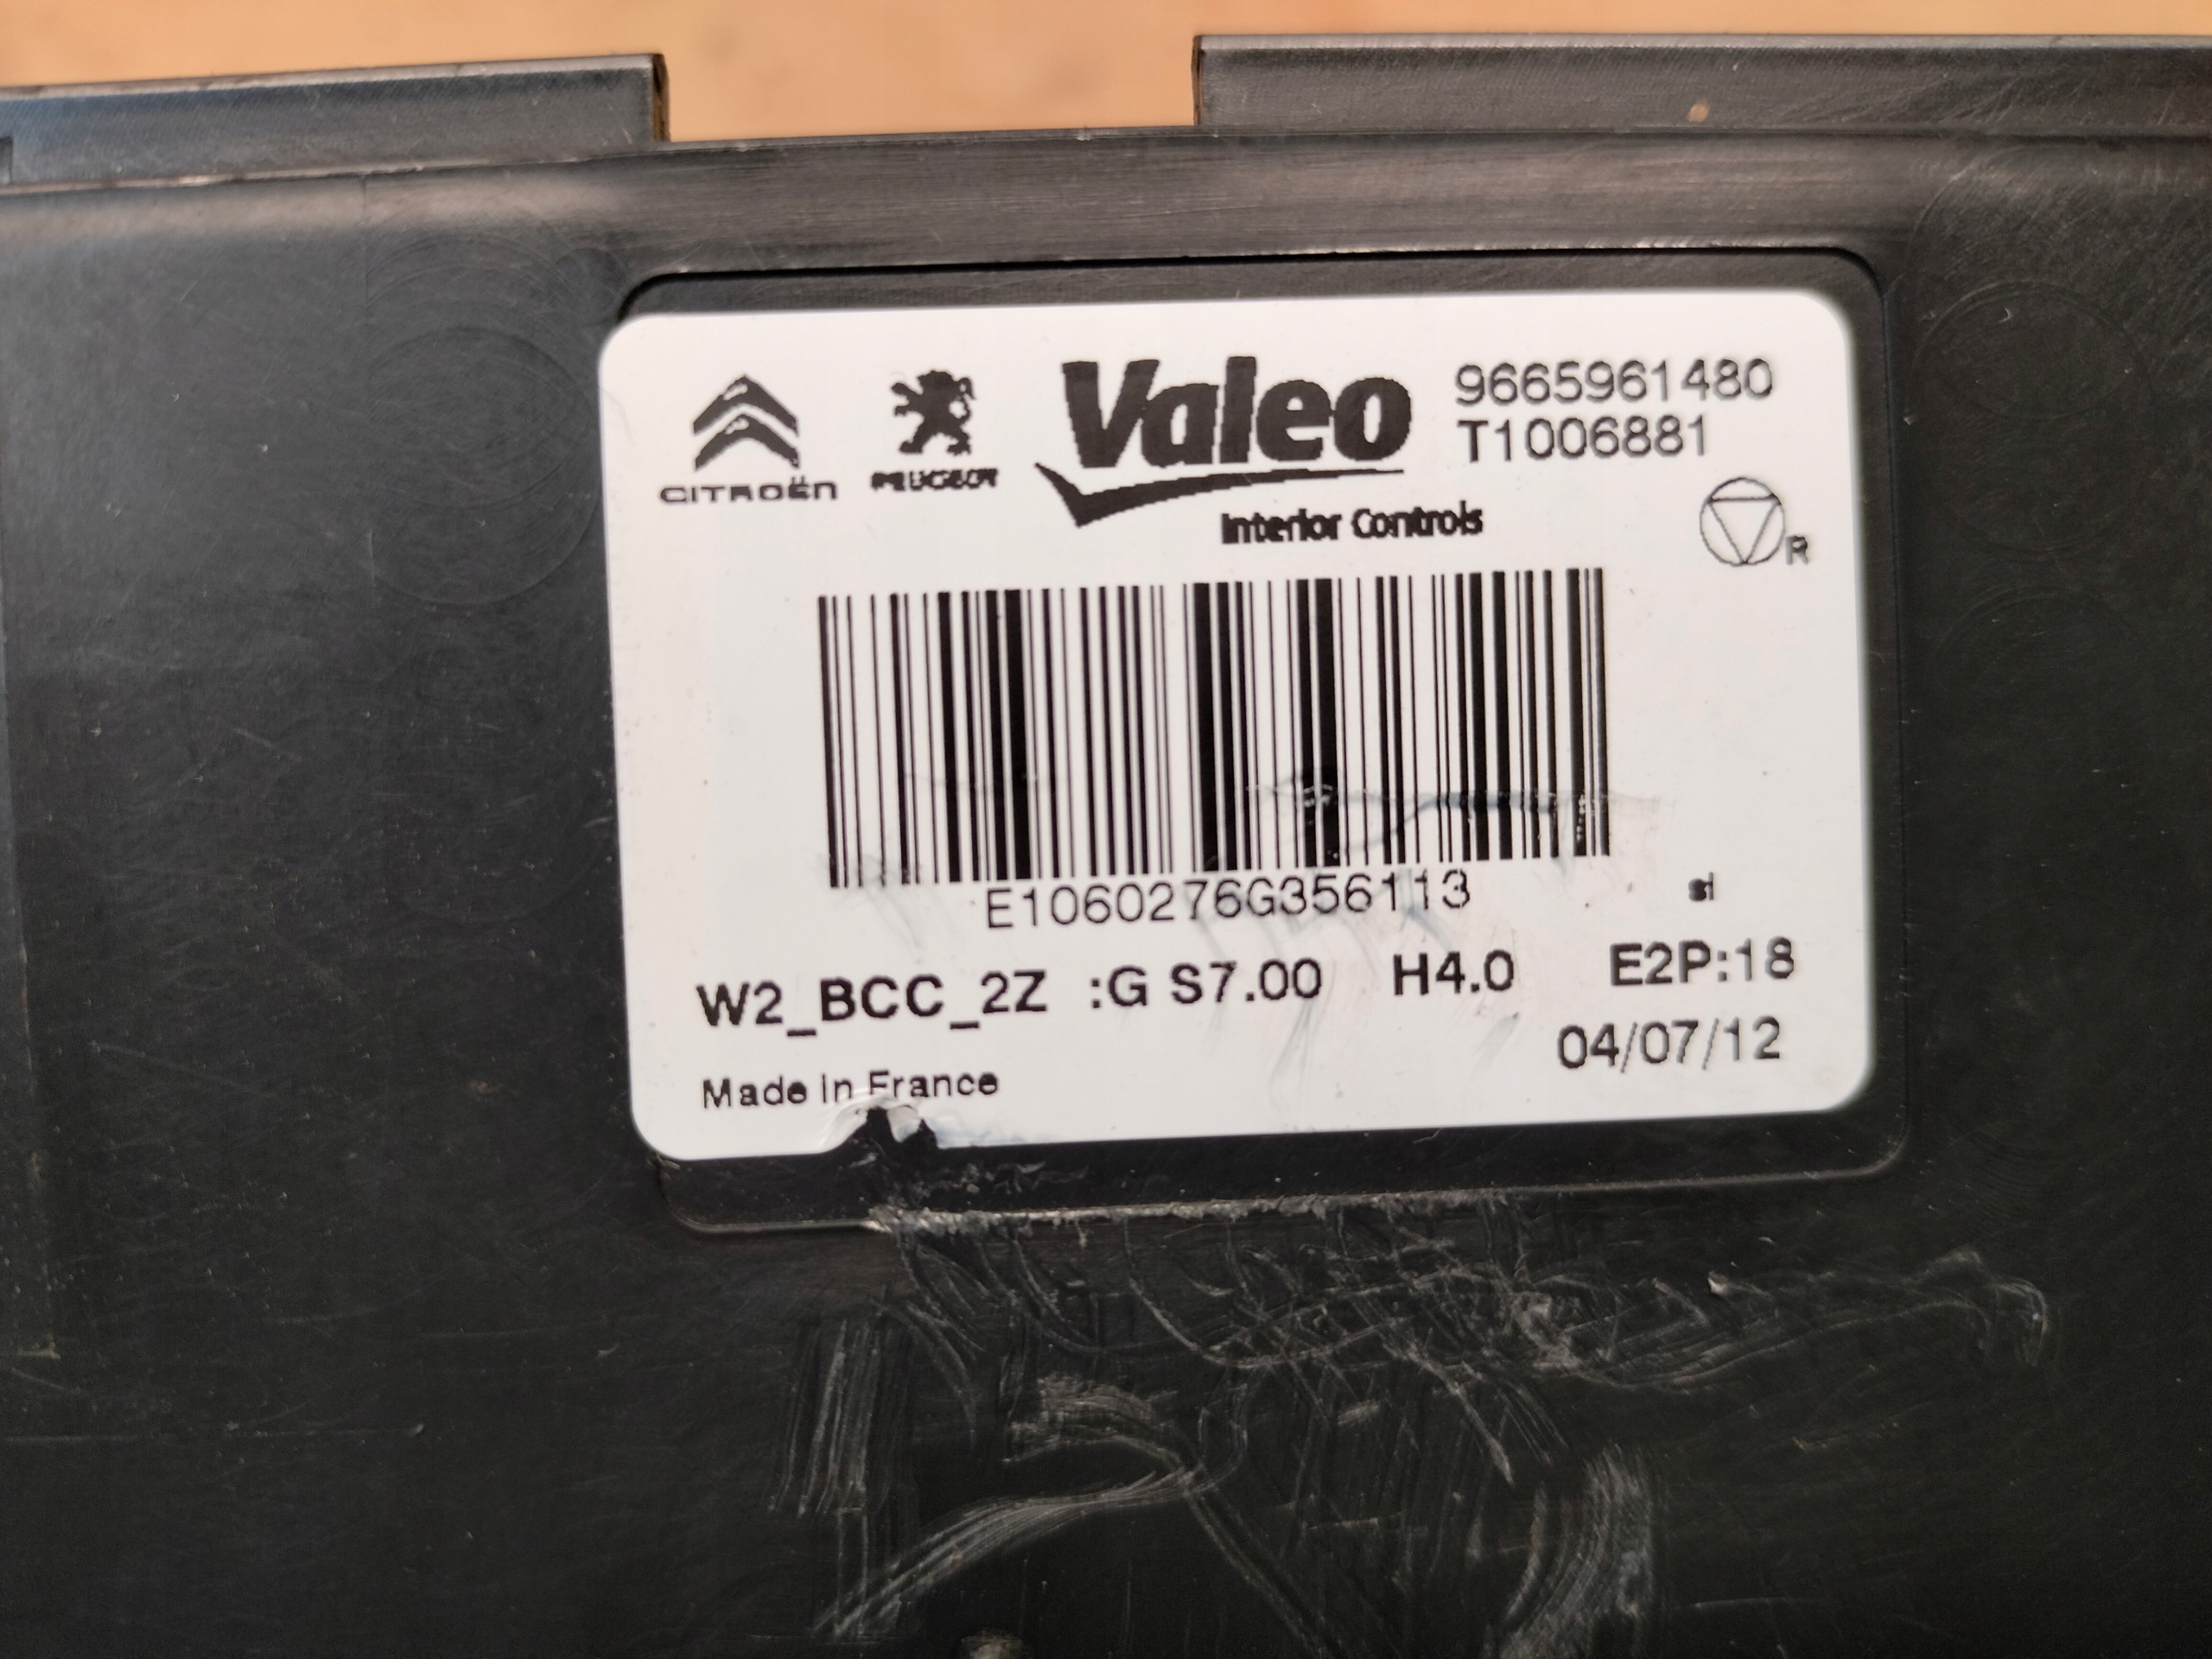 CITROËN
PEUGEOT
Valeo
Interior Controls
9665961480
T1006881
R
E1060276G356113
si
W2_BCC_2Z :G S7.00 H4.0 E2P:18
04/07/12
Made in France